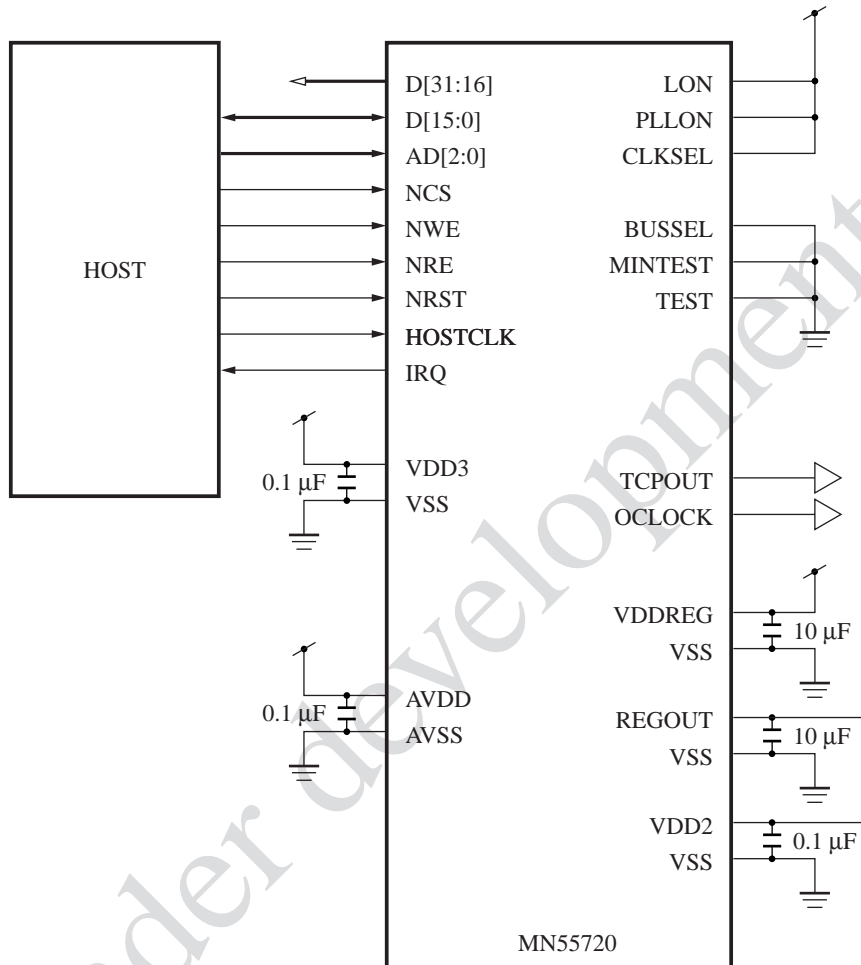 HOST
D[31:16]
D[15:0]
AD[2:0]
NCS
NWE
NRE
NRST
HOSTCLK
IRQ
0.1 μF
VDD3
VSS
0.1 μF
AVDD
AVSS
LON
PLLON
CLKSEL
BUSSEL
MINTEST
TEST
TCPOUT
OCLOCK
VDDREG
10 μF
VSS
REGOUT
10 μF
VSS
VDD2
0.1 μF
VSS
MN55720
nder development